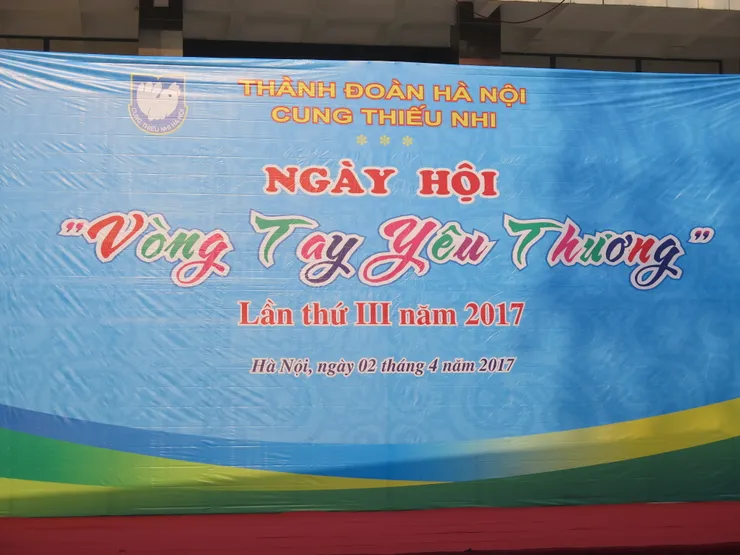 THÀNH ĐOÀN HÀ NỘI
CUNG THIẾU NHI
* * *
NGÀY HỘI
"Vòng Tay Yêu Thương"
Lần thứ III năm 2017
Hà Nội, ngày 02 tháng 4 năm 2017